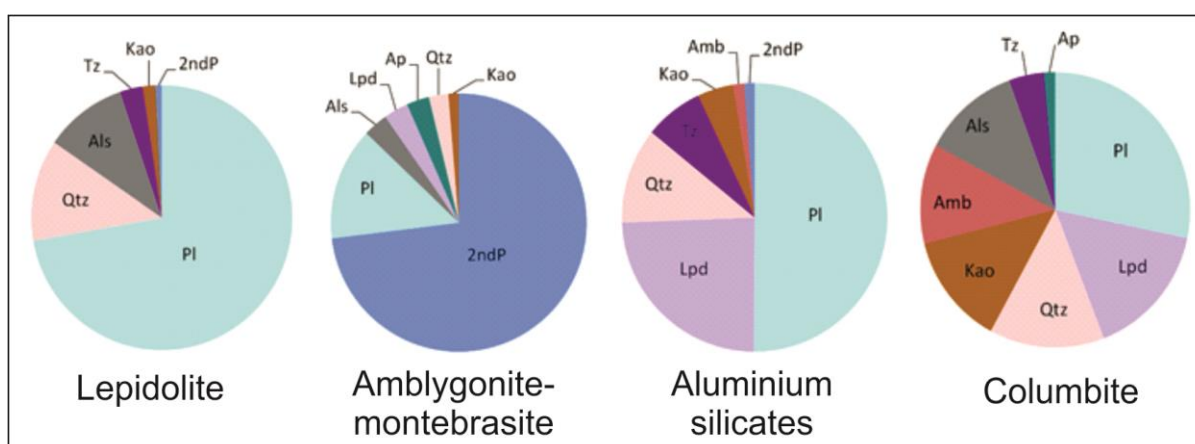 Kao
Tz
2ndP
Als
Qtz
Pl
Lepidolite
Qtz
Ap
Kao
Lpd
Als
Pl
2ndP
Amblygonite-
montebrasite
Amb
2ndP
Kao
Tz
Qtz
Pl
Lpd
Aluminium
silicates
Ap
Tz
Als
Pl
Amb
Kao
Lpd
Qtz
Columbite